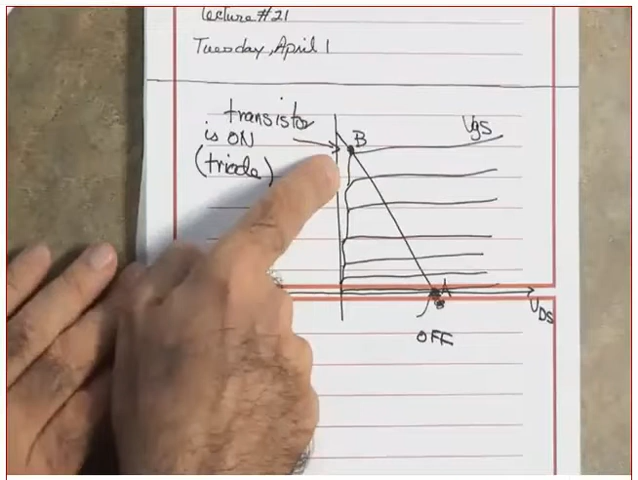 Lecture #21
Tuesday, April 1
transistor
is ON
(triode)
B
Vgs
A
VDS
OFF